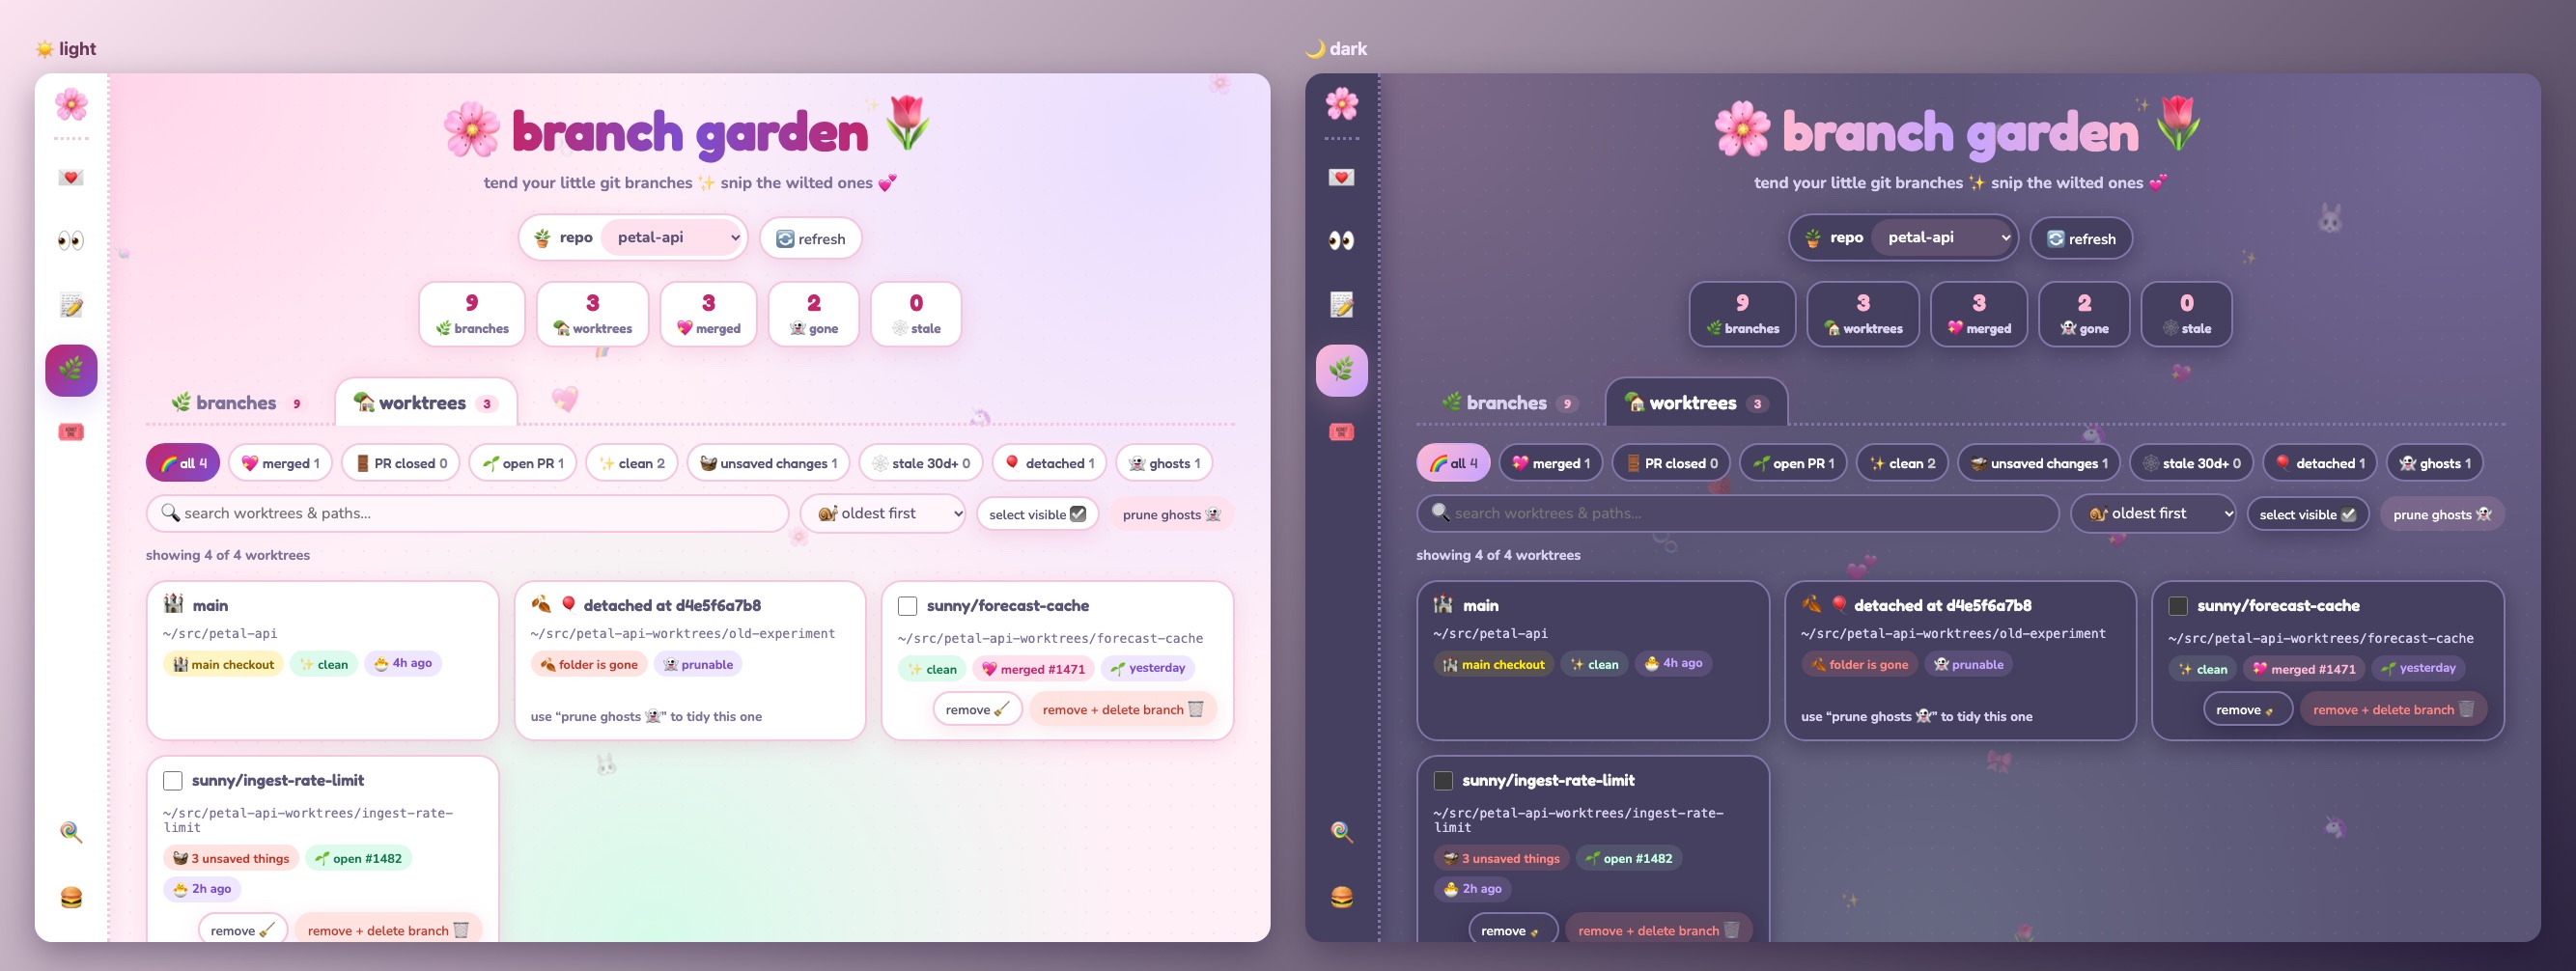 light
branch garden
tend your little git branches ✨ snip the wilted ones 💕
repo petal-api refresh
9 3 3 2 0
branches worktrees merged gone stale
branches 9 worktrees 3
all 4 merged 1 PR closed 0 open PR 1 clean 2 unsaved changes 1 stale 30d+ 0 detached 1 ghosts 1
search worktrees & paths... oldest first select visible prune ghosts
showing 4 of 4 worktrees
main
~/src/petal-api
main checkout clean 4h ago
detached at d4e5f6a7b8
~/src/petal-api-worktrees/old-experiment
folder is gone prunable
use “prune ghosts 👻” to tidy this one
sunny/forecast-cache
~/src/petal-api-worktrees/forecast-cache
clean merged #1471 yesterday
remove remove + delete branch
sunny/ingest-rate-limit
~/src/petal-api-worktrees/ingest-rate-
limit
3 unsaved things open #1482
2h ago
remove remove + delete branch
dark
branch garden
tend your little git branches ✨ snip the wilted ones 💕
repo petal-api refresh
9 3 3 2 0
branches worktrees merged gone stale
branches 9 worktrees 3
all 4 merged 1 PR closed 0 open PR 1 clean 2 unsaved changes 1 stale 30d+ 0 detached 1 ghosts 1
search worktrees & paths... oldest first select visible prune ghosts
showing 4 of 4 worktrees
main
~/src/petal-api
main checkout clean 4h ago
detached at d4e5f6a7b8
~/src/petal-api-worktrees/old-experiment
folder is gone prunable
use “prune ghosts 👻” to tidy this one
sunny/forecast-cache
~/src/petal-api-worktrees/forecast-cache
clean merged #1471 yesterday
remove remove + delete branch
sunny/ingest-rate-limit
~/src/petal-api-worktrees/ingest-rate-
limit
3 unsaved things open #1482
2h ago
remove remove + delete branch